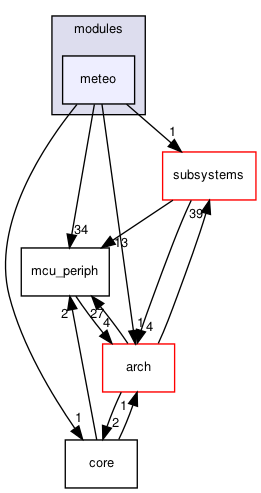 modules
meteo
1
subsystems
39
34
13
mcu_periph
1
4
27
4
2
arch
1
1
2
core